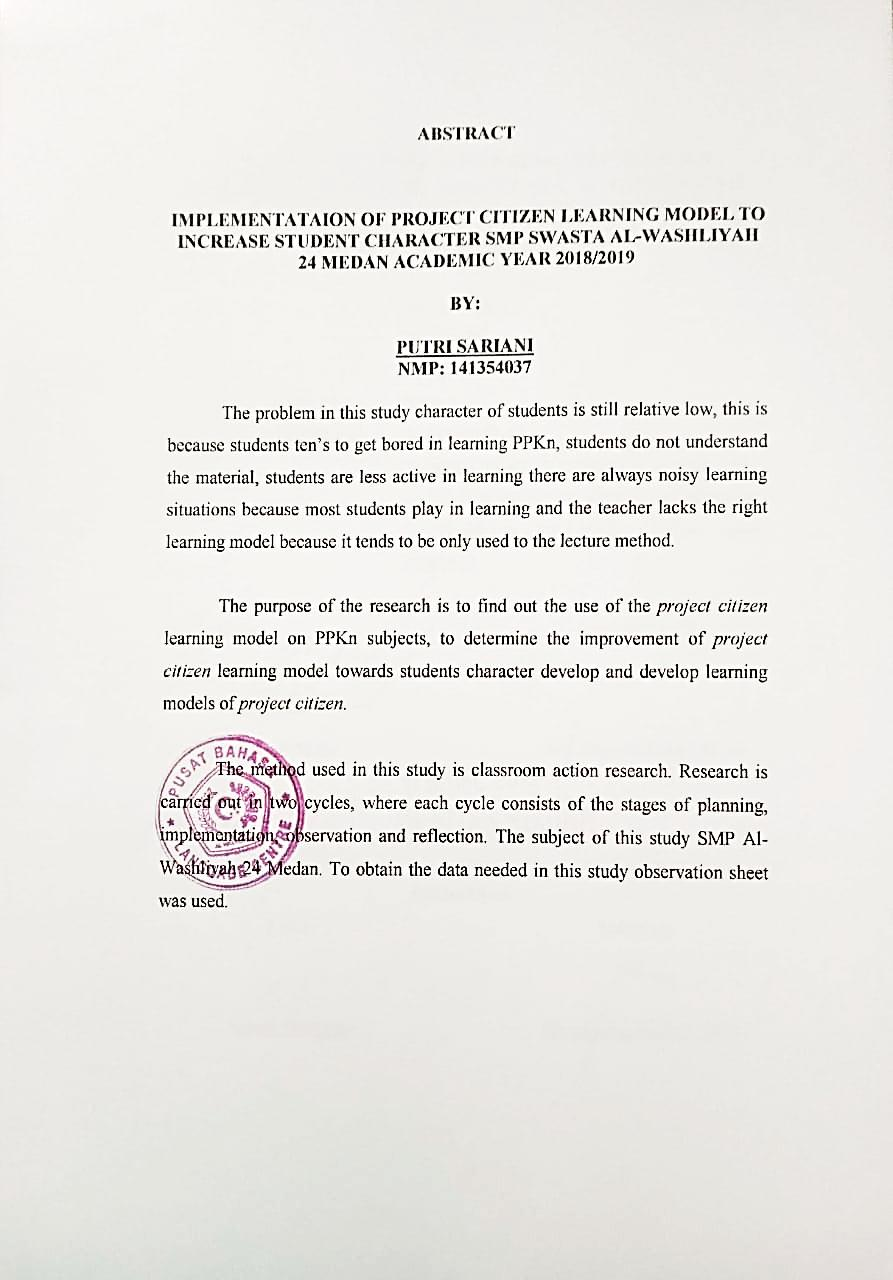 ABSTRACT
IMPLEMENTATAION OF PROJECT CITIZEN LEARNING MODEL TO
INCREASE STUDENT CHARACTER SMP SWASTA AL-WASHLIYAH
24 MEDAN ACADEMIC YEAR 2018/2019
BY:
PUTRI SARIANI
NMP: 141354037
The problem in this study character of students is still relative low, this is
because students ten's to get bored in learning PPKn, students do not understand
the material, students are less active in learning there are always noisy learning
situations because most students play in learning and the teacher lacks the right
learning model because it tends to be only used to the lecture method.
The purpose of the research is to find out the use of the project citizen
learning model on PPKn subjects, to determine the improvement of project
citizen learning model towards students character develop and develop learning
models of project citizen.
The method used in this study is classroom action research. Research is
carried out in two cycles, where each cycle consists of the stages of planning,
implementation, observation and reflection. The subject of this study SMP Al-
Washliyah 24 Medan. To obtain the data needed in this study observation sheet
was used.
PUSAT BAHASA
LANGUAGE CENTRE